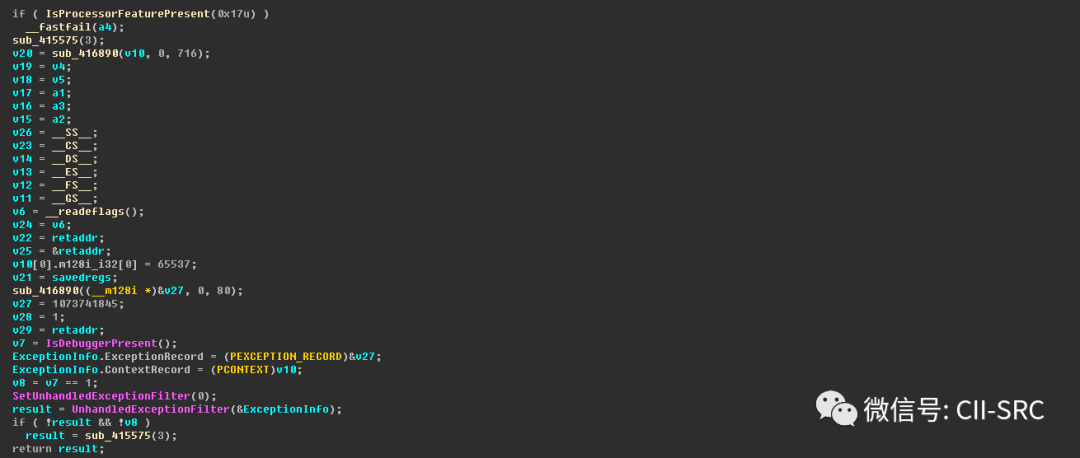 if ( IsProcessorFeaturePresent(0x17u) )
  __fastfail(a4);
sub_415575(3);
v20 = sub_416890(v10, 0, 716);
v19 = v4;
v18 = v5;
v17 = a1;
v16 = a3;
v15 = a2;
v26 = __SS__;
v23 = __CS__;
v14 = __DS__;
v13 = __ES__;
v12 = __FS__;
v11 = __GS__;
v6 = __readeflags();
v24 = v6;
v22 = retaddr;
v25 = &retaddr;
v10[0].m128i_i32[0] = 65537;
v21 = savedregs;
sub_416890((__m128i *)&v27, 0, 80);
v27 = 1073741845;
v28 = 1;
v29 = retaddr;
v7 = IsDebuggerPresent();
ExceptionInfo.ExceptionRecord = (PEXCEPTION_RECORD)&v27;
ExceptionInfo.ContextRecord = (PCONTEXT)v10;
v8 = v7 == 1;
SetUnhandledExceptionFilter(0);
result = UnhandledExceptionFilter(&ExceptionInfo);
if ( !result && !v8 )
  result = sub_415575(3);
return result;
微信号: CII-SRC